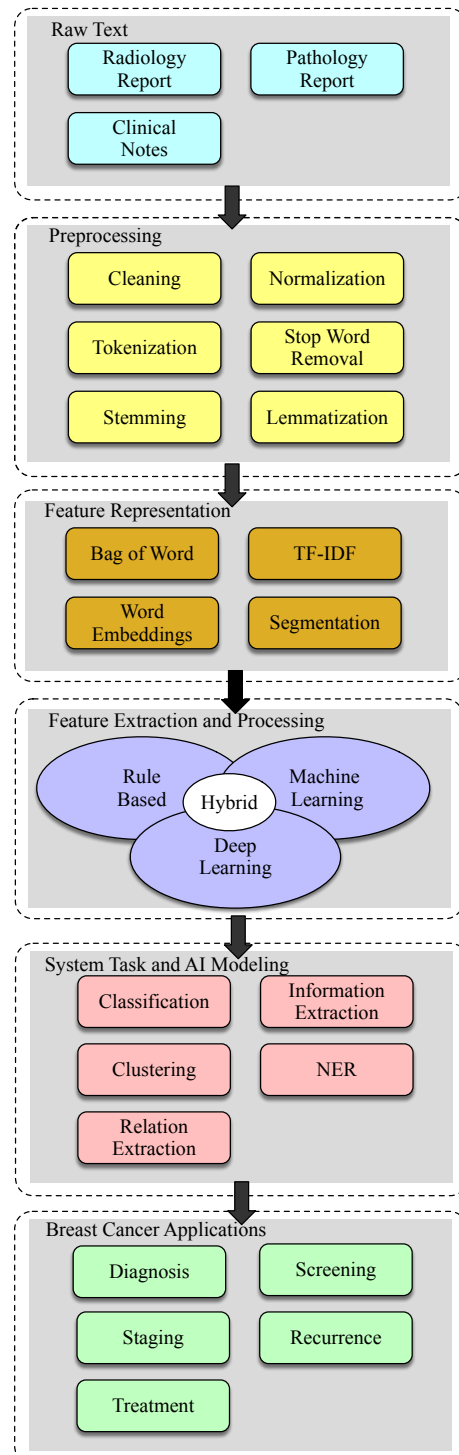 Raw Text
Radiology
Report
Pathology
Report
Clinical
Notes
Preprocessing
Cleaning
Normalization
Tokenization
Stop Word
Removal
Stemming
Lemmatization
Feature Representation
Bag of Word
TF-IDF
Word
Embeddings
Segmentation
Feature Extraction and Processing
Rule
Based
Machine
Learning
Hybrid
Deep
Learning
System Task and AI Modeling
Classification
Information
Extraction
Clustering
NER
Relation
Extraction
Breast Cancer Applications
Diagnosis
Screening
Staging
Recurrence
Treatment